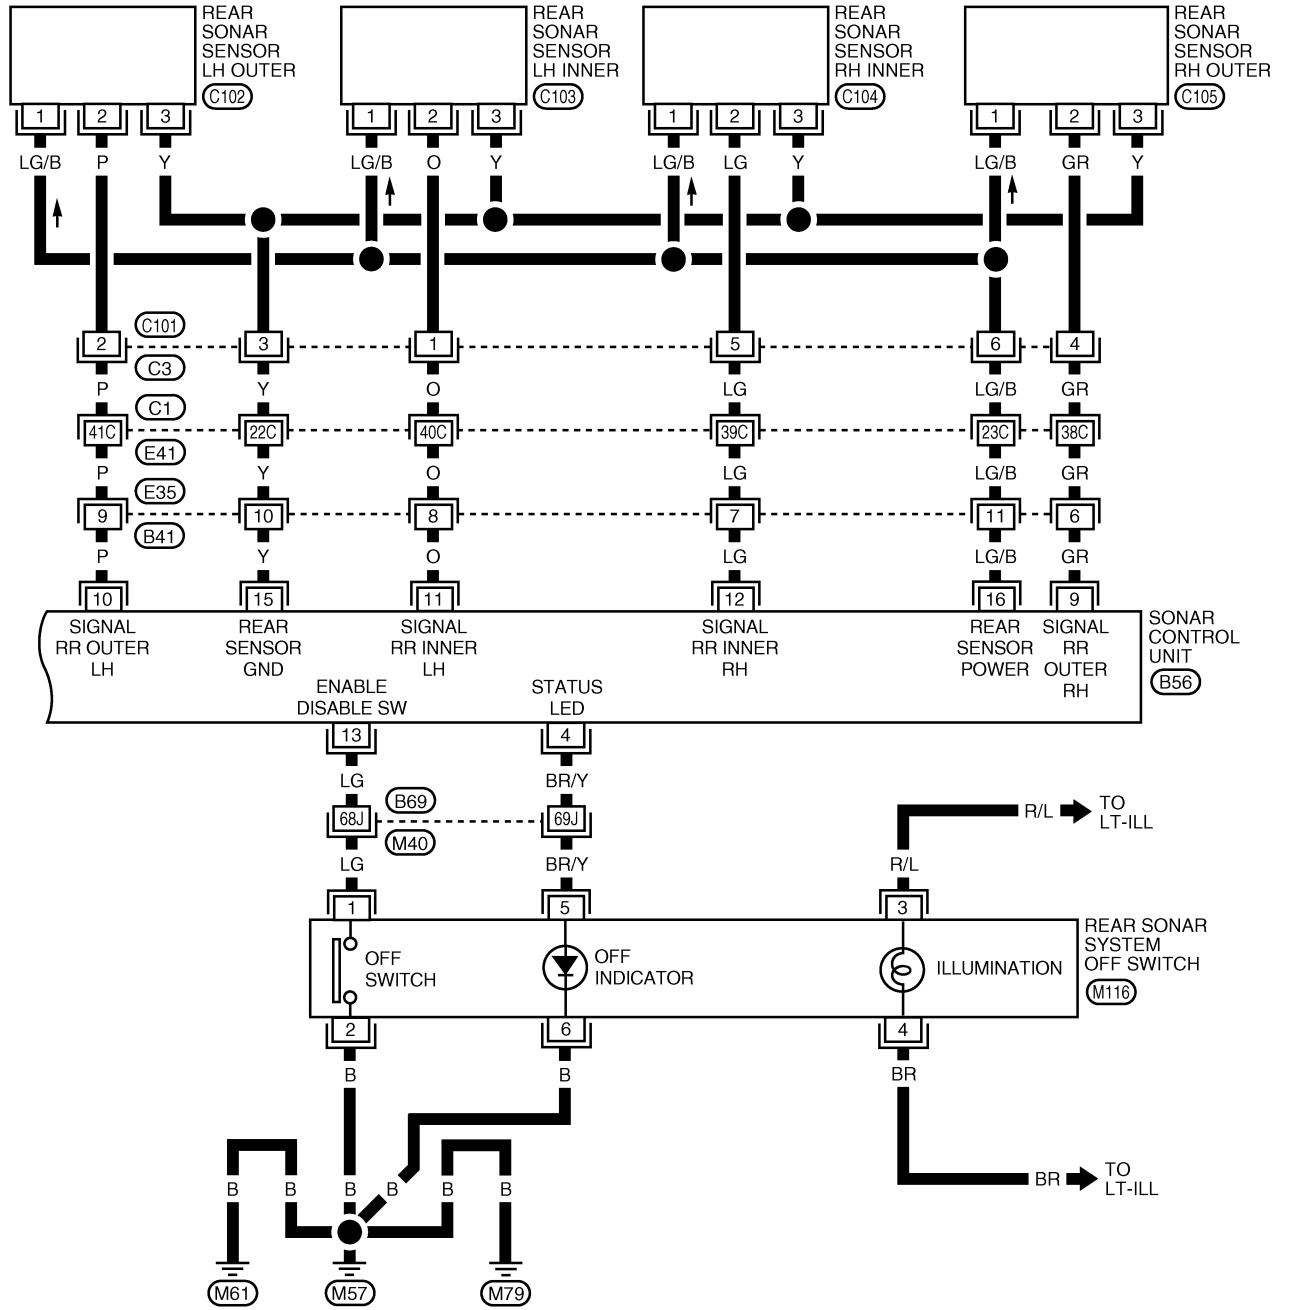 REAR
SONAR
SENSOR
LH OUTER
C102
REAR
SONAR
SENSOR
LH INNER
C103
REAR
SONAR
SENSOR
RH INNER
C104
REAR
SONAR
SENSOR
RH OUTER
C105
1 2 3 1 2 3 1 2 3 1 2 3
LG/B P Y LG/B O Y LG/B LG Y LG/B GR Y
C101
2 3 1 5 6 4
C3
P Y O LG LG/B GR
C1
41C 22C 40C 39C 23C 38C
E41
P Y O LG LG/B GR
E35
9 10 8 7 11 6
B41
P Y O LG LG/B GR
10 15 11 12 16 9
SIGNAL
RR OUTER
LH
REAR
SENSOR
GND
SIGNAL
RR INNER
LH
SIGNAL
RR INNER
RH
REAR
SENSOR
POWER
SIGNAL
RR
OUTER
RH
SONAR
CONTROL
UNIT
B56
ENABLE
DISABLE SW
STATUS
LED
13 4
LG BR/Y
B69
68J 69J
M40
LG BR/Y
R/L TO
LT-ILL
R/L
1 5 3
OFF
SWITCH
OFF
INDICATOR
ILLUMINATION
REAR SONAR
SYSTEM
OFF SWITCH
M116
2 6 4
B B BR
B B B B B B
BR TO
LT-ILL
M61 M57 M79